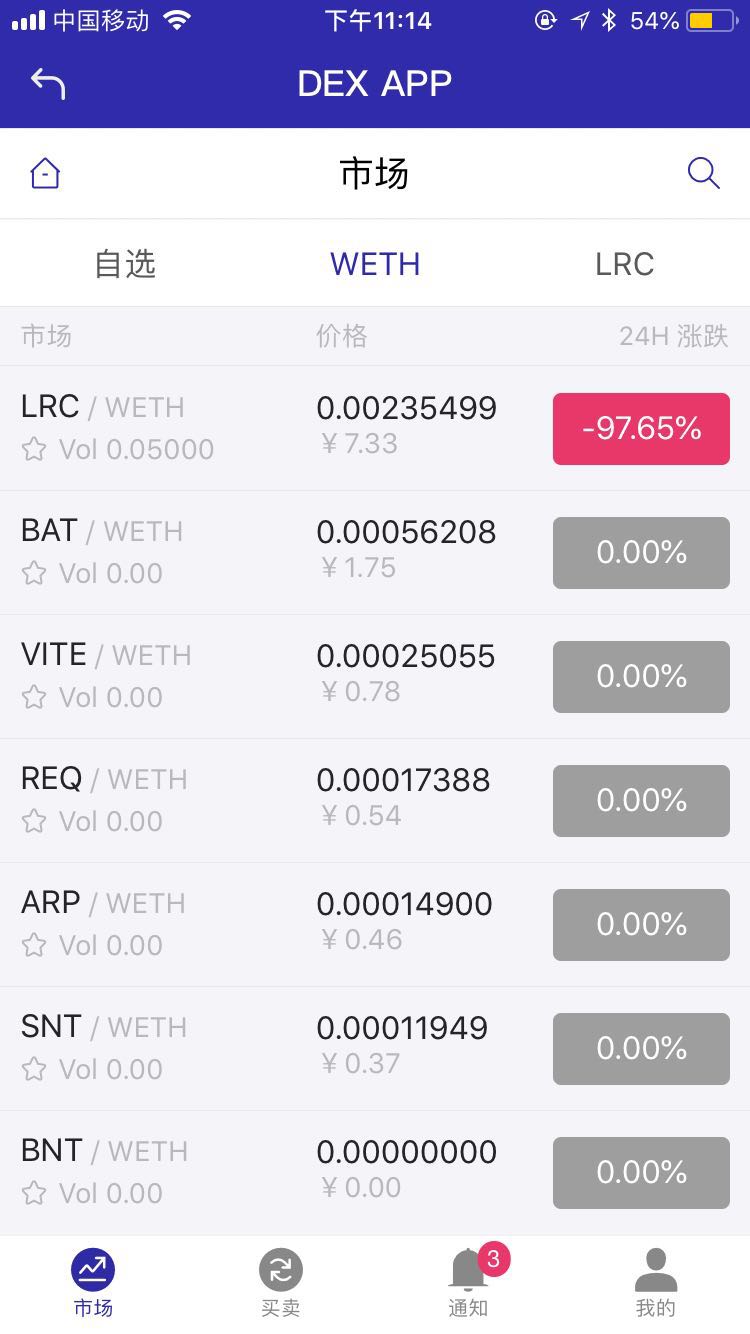 中国移动 下午11:14 54%
DEX APP
市场
自选 WETH LRC
市场 价格 24H 涨跌
LRC / WETH 0.00235499 -97.65%
Vol 0.05000 ¥ 7.33
BAT / WETH 0.00056208 0.00%
Vol 0.00 ¥ 1.75
VITE / WETH 0.00025055 0.00%
Vol 0.00 ¥ 0.78
REQ / WETH 0.00017388 0.00%
Vol 0.00 ¥ 0.54
ARP / WETH 0.00014900 0.00%
Vol 0.00 ¥ 0.46
SNT / WETH 0.00011949 0.00%
Vol 0.00 ¥ 0.37
BNT / WETH 0.00000000 0.00%
Vol 0.00 ¥ 0.00
3
市场 买卖 通知 我的